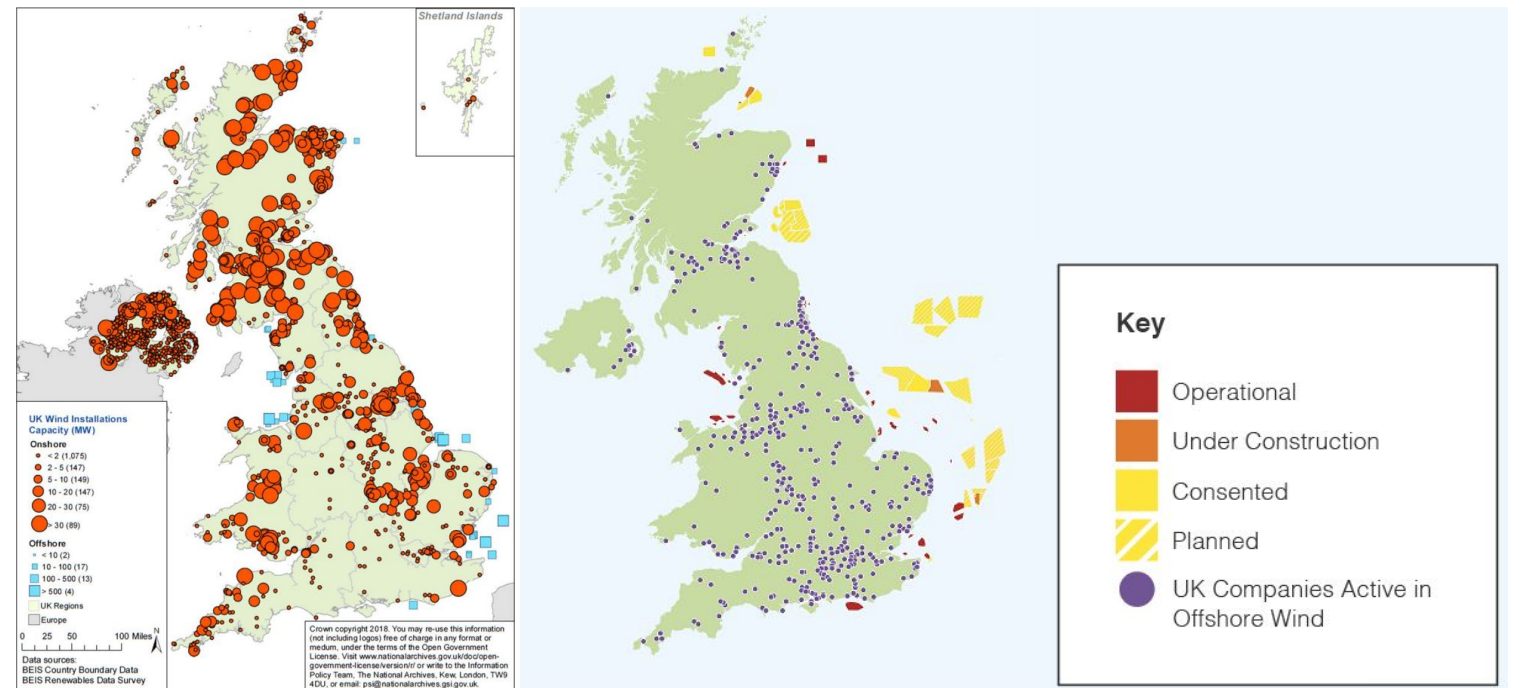 Shetland Islands
UK Wind Installations
Capacity (MW)
Onshore
< 2 (1,075)
2 - 5 (147)
5 - 10 (149)
10 - 20 (147)
20 - 30 (75)
> 30 (89)
Offshore
< 10 (2)
10 - 100 (17)
100 - 500 (13)
> 500 (4)
UK Regions
Europe
0 25 50 100 Miles
N
Data sources:
BEIS Country Boundary Data
BEIS Renewables Data Survey
Crown copyright 2018. You may re-use this information
(not including logos) free of charge in any format or
medum, under the terms of the Open Government
License. Visit www.nationalarchives.gov.uk/doc/open-
government-license/version/r/ or write to the Information
Policy Team, The National Archives, Kew, London, TW9
4DU, or email: psi@nationalarchives.gsi.gov.uk.
Key
Operational
Under Construction
Consented
Planned
UK Companies Active in
Offshore Wind